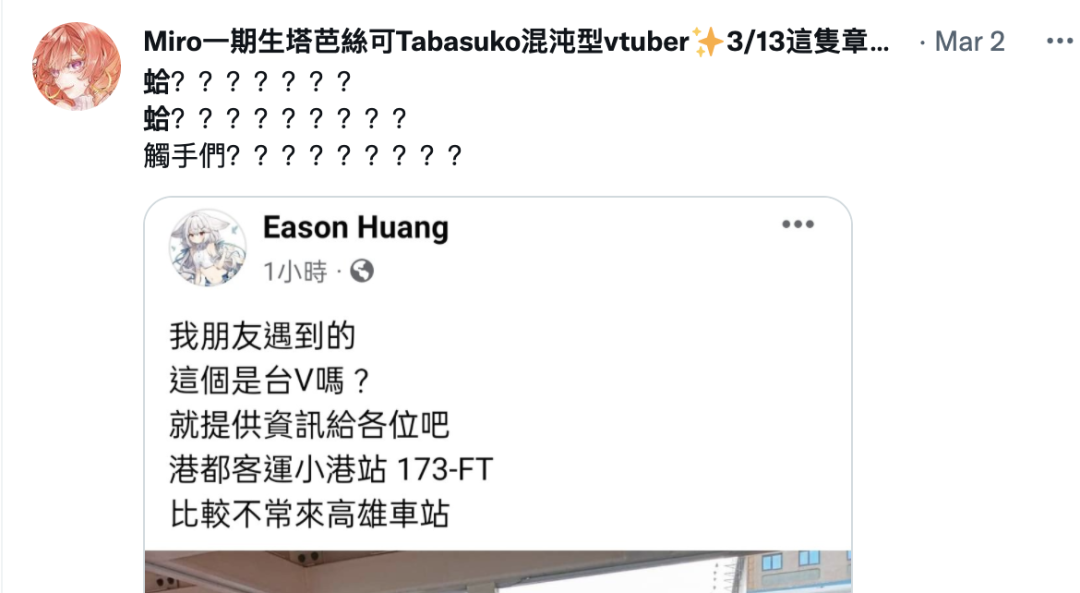 Miro一期生塔芭絲可Tabasuko混沌型vtuber✨3/13這隻章... · Mar 2
蛤？？？？？？？
蛤？？？？？？？？？
觸手們？？？？？？？？？
Eason Huang
1小時 ·
我朋友遇到的
這個是台V嗎？
就提供資訊給各位吧
港都客運小港站 173-FT
比較不常來高雄車站